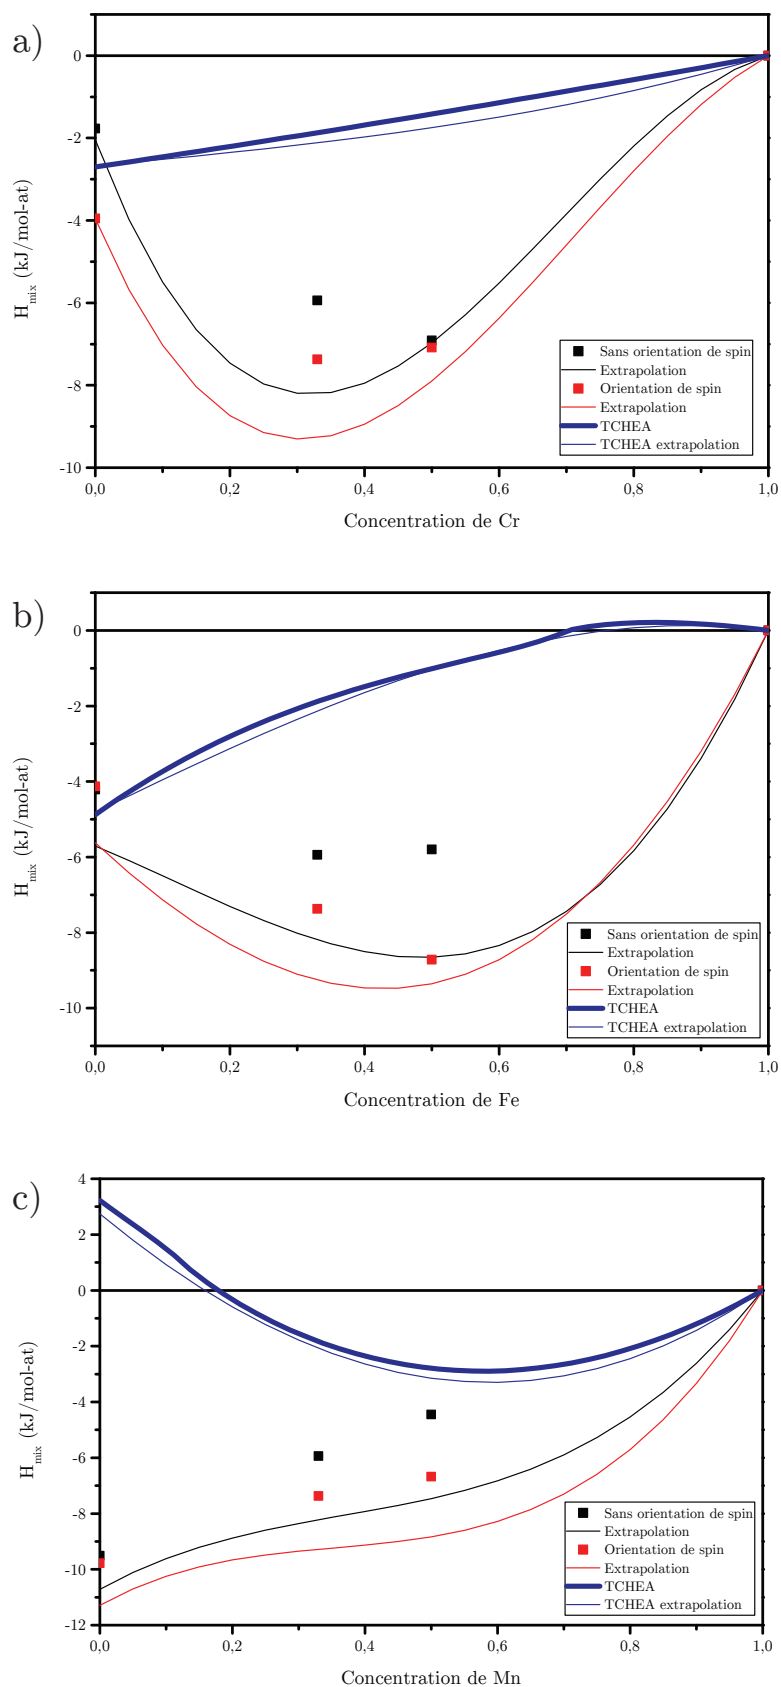 a)
0
-2
-4
-6
-8
-10
H mix (kJ/mol-at)
Sans orientation de spin
Extrapolation
Orientation de spin
Extrapolation
TCHEA
TCHEA extrapolation
0,0 0,2 0,4 0,6 0,8 1,0
Concentration de Cr
b)
0
-2
-4
-6
-8
-10
H mix (kJ/mol-at)
Sans orientation de spin
Extrapolation
Orientation de spin
Extrapolation
TCHEA
TCHEA extrapolation
0,0 0,2 0,4 0,6 0,8 1,0
Concentration de Fe
c)
4
2
0
-2
-4
-6
-8
-10
-12
H mix (kJ/mol-at)
Sans orientation de spin
Extrapolation
Orientation de spin
Extrapolation
TCHEA
TCHEA extrapolation
0,0 0,2 0,4 0,6 0,8 1,0
Concentration de Mn